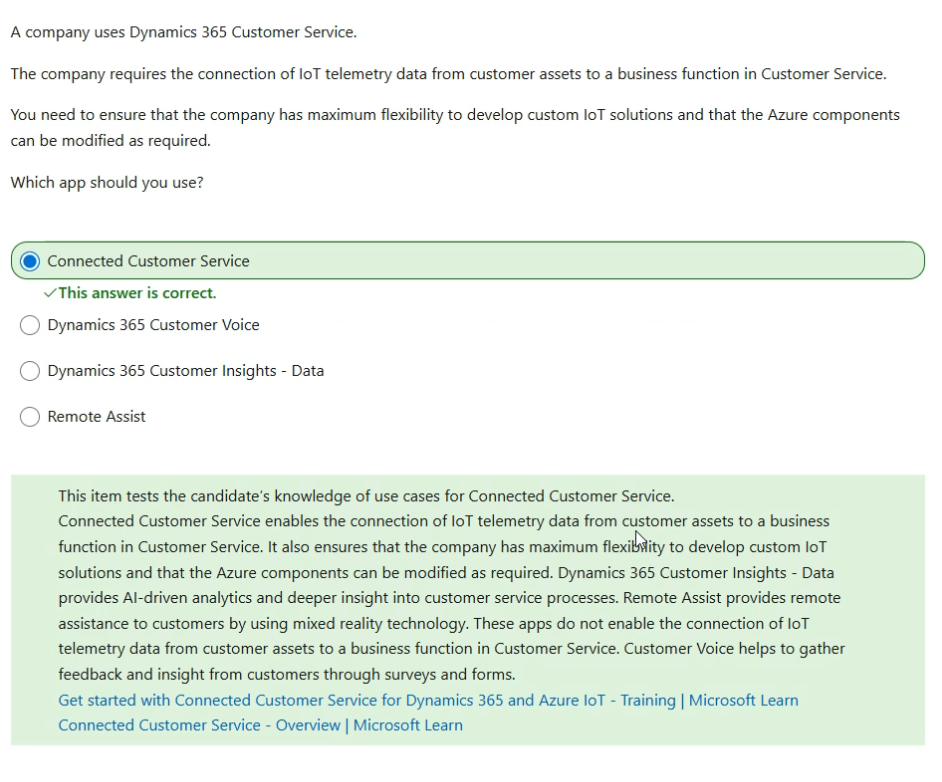 A company uses Dynamics 365 Customer Service.
The company requires the connection of IoT telemetry data from customer assets to a business function in Customer Service.
You need to ensure that the company has maximum flexibility to develop custom IoT solutions and that the Azure components
can be modified as required.
Which app should you use?
Connected Customer Service
✓This answer is correct.
Dynamics 365 Customer Voice
Dynamics 365 Customer Insights - Data
Remote Assist
This item tests the candidate's knowledge of use cases for Connected Customer Service.
Connected Customer Service enables the connection of IoT telemetry data from customer assets to a business
function in Customer Service. It also ensures that the company has maximum flexibility to develop custom IoT
solutions and that the Azure components can be modified as required. Dynamics 365 Customer Insights - Data
provides AI-driven analytics and deeper insight into customer service processes. Remote Assist provides remote
assistance to customers by using mixed reality technology. These apps do not enable the connection of IoT
telemetry data from customer assets to a business function in Customer Service. Customer Voice helps to gather
feedback and insight from customers through surveys and forms.
Get started with Connected Customer Service for Dynamics 365 and Azure IoT - Training | Microsoft Learn
Connected Customer Service - Overview | Microsoft Learn